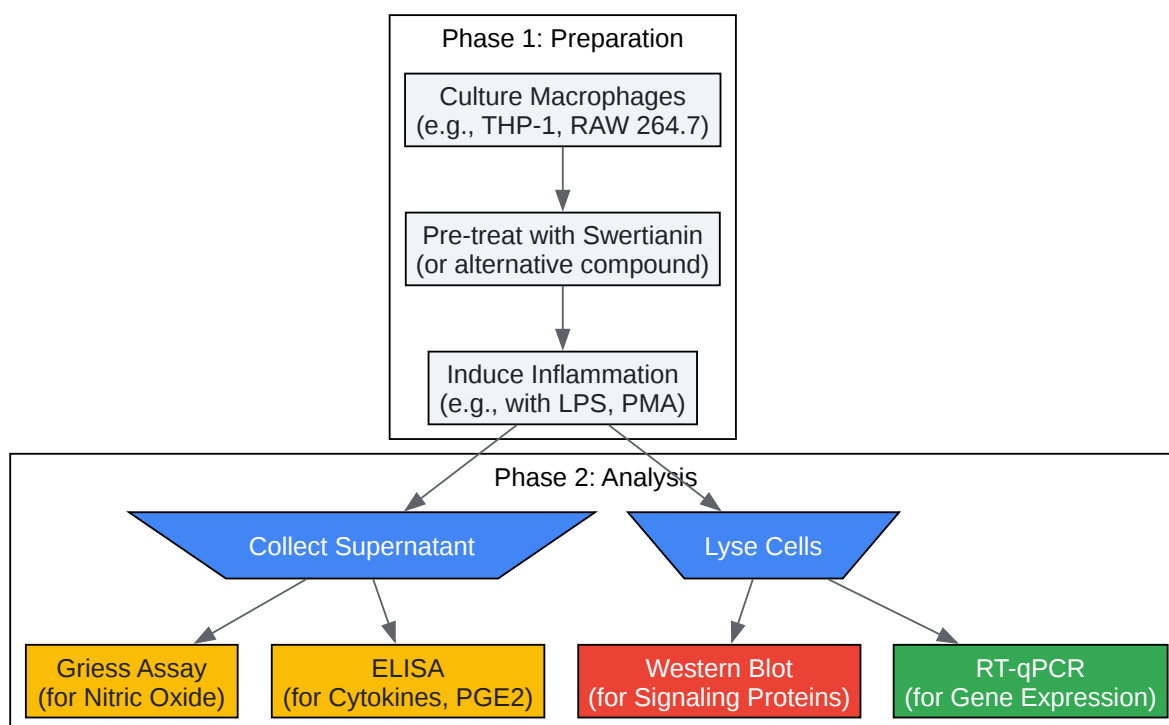 Phase 1: Preparation
Culture Macrophages
(e.g., THP-1, RAW 264.7)
Pre-treat with Swertianin
(or alternative compound)
Induce Inflammation
(e.g., with LPS, PMA)
Phase 2: Analysis
Collect Supernatant
Lyse Cells
Griess Assay
(for Nitric Oxide)
ELISA
(for Cytokines, PGE2)
Western Blot
(for Signaling Proteins)
RT-qPCR
(for Gene Expression)